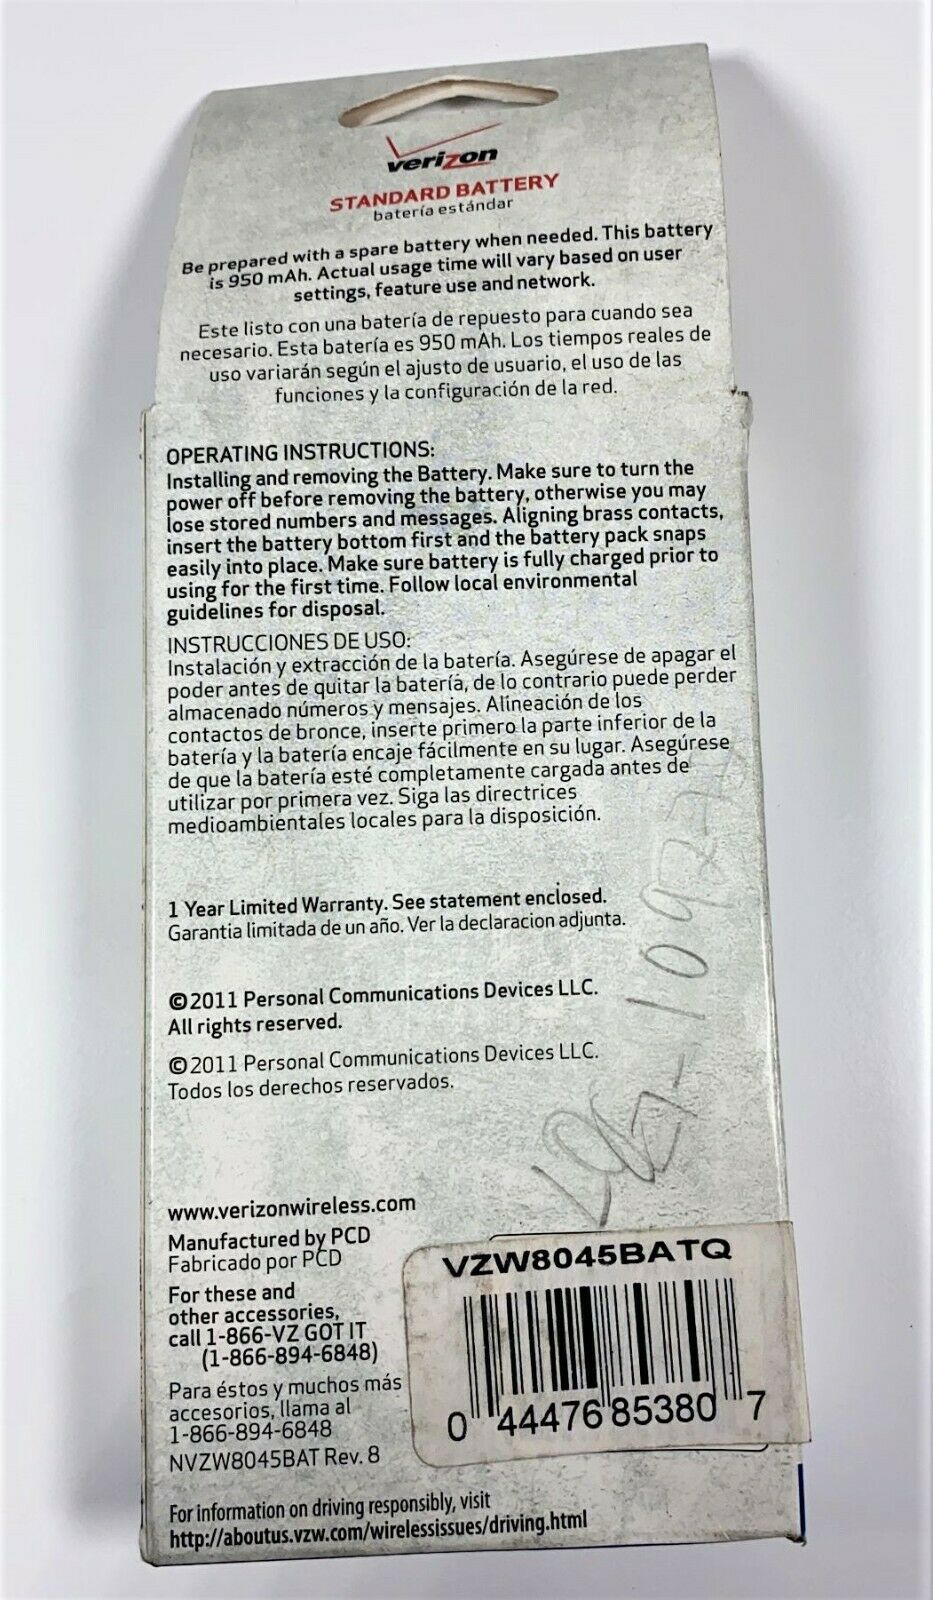 verizon
STANDARD BATTERY
batería estándar
Be prepared with a spare battery when needed. This battery
is 950 mAh. Actual usage time will vary based on user
settings, feature use and network.
Este listo con una batería de repuesto para cuando sea
necesario. Esta batería es 950 mAh. Los tiempos reales de
uso variarán según el ajuste de usuario, el uso de las
funciones y la configuración de la red.
OPERATING INSTRUCTIONS:
Installing and removing the Battery. Make sure to turn the
power off before removing the battery, otherwise you may
lose stored numbers and messages. Aligning brass contacts,
insert the battery bottom first and the battery pack snaps
easily into place. Make sure battery is fully charged prior to
using for the first time. Follow local environmental
guidelines for disposal.
INSTRUCCIONES DE USO:
Instalación y extracción de la batería. Asegúrese de apagar el
poder antes de quitar la batería, de lo contrario puede perder
almacenado números y mensajes. Alineación de los
contactos de bronce, inserte primero la parte inferior de la
batería y la batería encaje fácilmente en su lugar. Asegúrese
de que la batería esté completamente cargada antes de
utilizar por primera vez. Siga las directrices
medioambientales locales para la disposición.
1 Year Limited Warranty. See statement enclosed.
Garantia limitada de un año. Ver la declaracion adjunta.
©2011 Personal Communications Devices LLC.
All rights reserved.
©2011 Personal Communications Devices LLC.
Todos los derechos reservados.
www.verizonwireless.com
Manufactured by PCD
Fabricado por PCD
For these and
other accessories,
call 1-866-VZ GOT IT
(1-866-894-6848)
Para éstos y muchos más
accesorios, llama al
1-866-894-6848
NVZW8045BAT Rev. 8
VZW8045BATQ
0 44476 85380 7
For information on driving responsibly, visit
http://aboutus.vzw.com/wirelessissues/driving.html